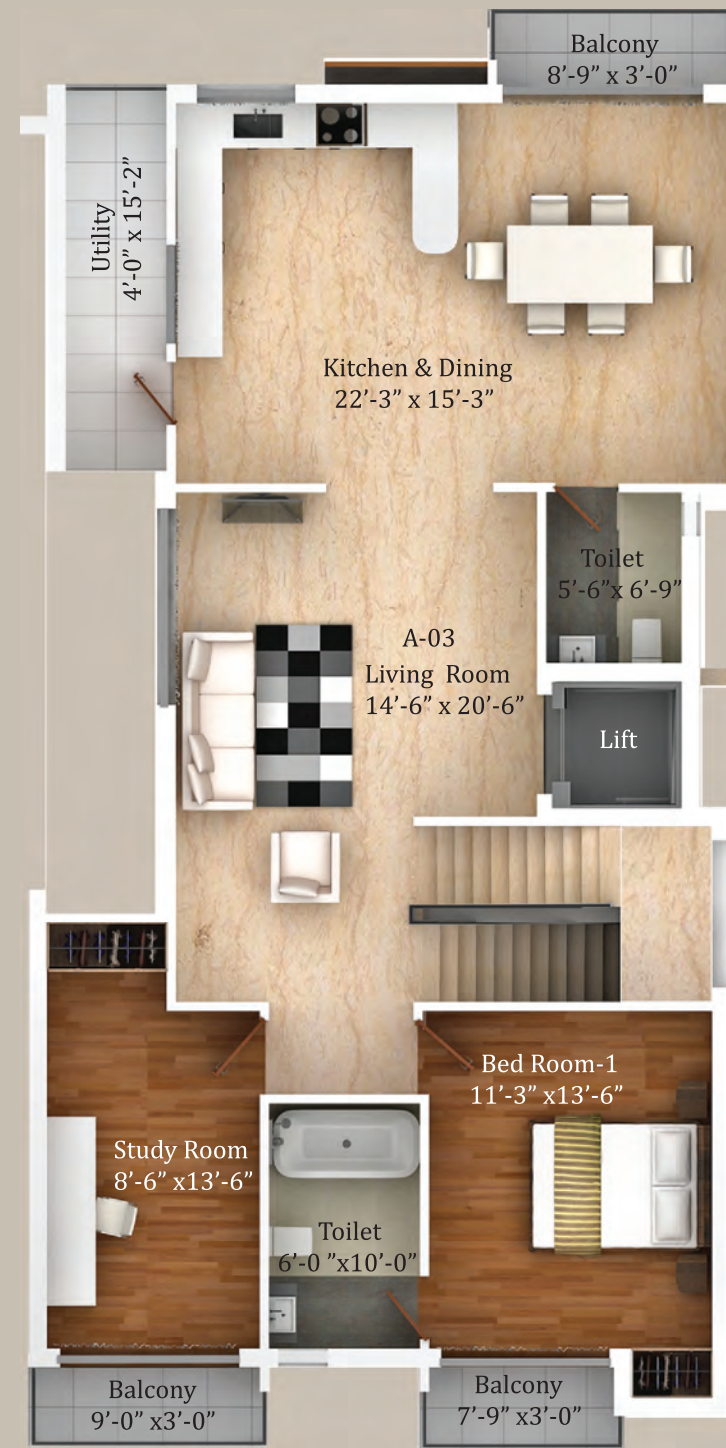 Balcony
8’-9” x 3’-0”
Utility
4’-0” x 15’-2”
Kitchen & Dining
22’-3” x 15’-3”
Toilet
5’-6”x 6’-9”
A-03
Living Room
14’-6” x 20’-6”
Lift
Bed Room-1
11’-3” x13’-6”
Study Room
8’-6” x13’-6”
Toilet
6’-0 ”x10’-0”
Balcony
9’-0” x3’-0”
Balcony
7’-9” x3’-0”